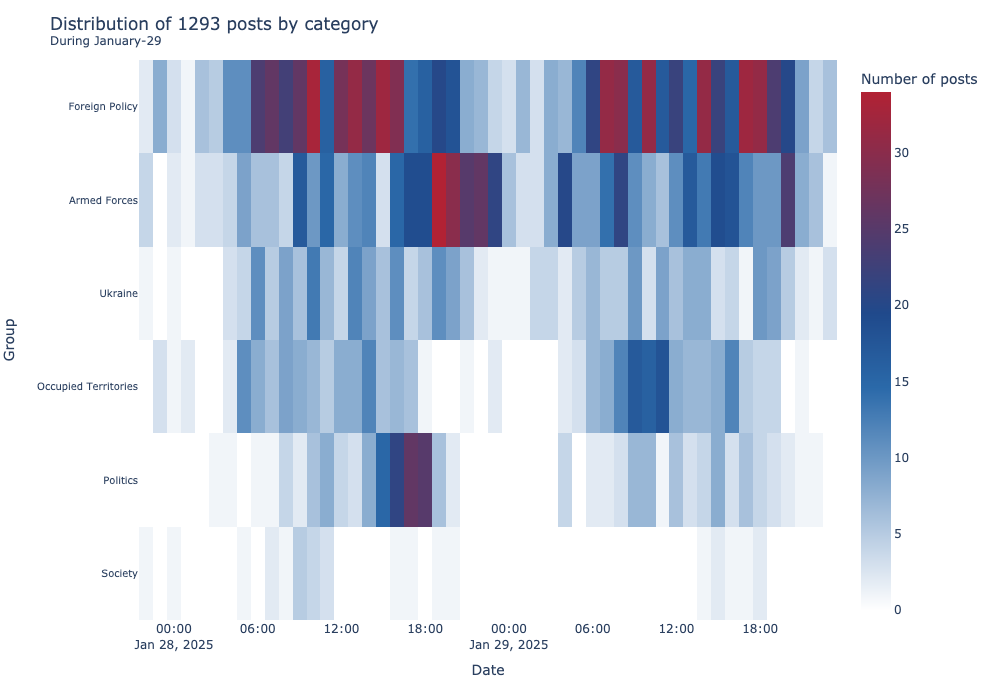 Distribution of 1293 posts by category
During January-29
Number of posts
Foreign Policy
Armed Forces
Ukraine
Occupied Territories
Politics
Society
Group
30
25
20
15
10
5
0
00:00 06:00 12:00 18:00 00:00 06:00 12:00 18:00
Jan 28, 2025 Jan 29, 2025
Date